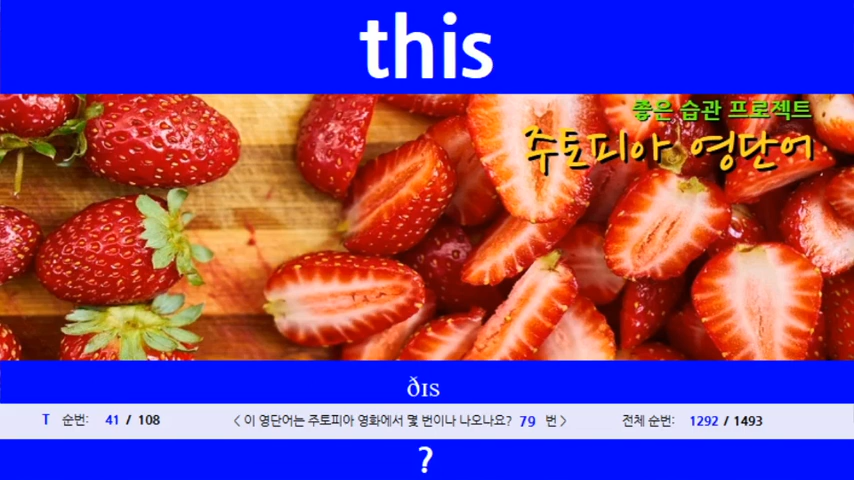 this
좋은 습관 프로젝트
주토피아 영단어
ðɪs
T 순번: 41 / 108 < 이 영단어는 주토피아 영화에서 몇 번이나 나오나요? 79 번 > 전체 순번: 1292 / 1493
?